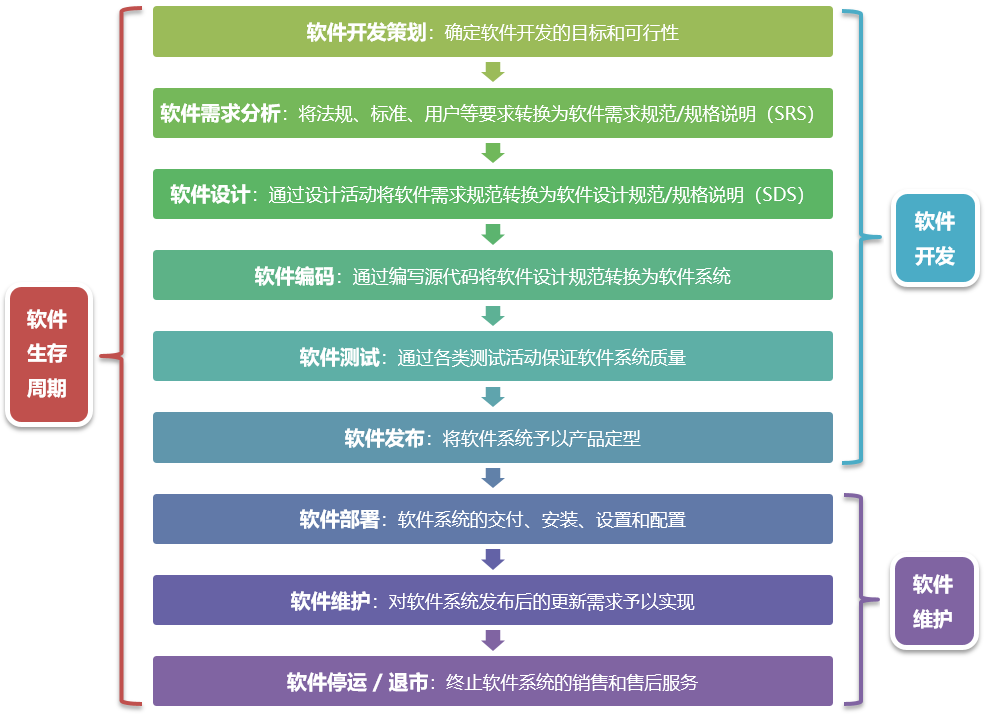 软件开发策划：确定软件开发的目标和可行性
软件需求分析：将法规、标准、用户等要求转换为软件需求规范/规格说明（SRS）
软件设计：通过设计活动将软件需求规范转换为软件设计规范/规格说明（SDS）
软件编码：通过编写源代码将软件设计规范转换为软件系统
软件测试：通过各类测试活动保证软件系统质量
软件发布：将软件系统予以产品定型
软件部署：软件系统的交付、安装、设置和配置
软件维护：对软件系统发布后的更新需求予以实现
软件停运 / 退市：终止软件系统的销售和售后服务
软件
生存
周期
软件
开发
软件
维护